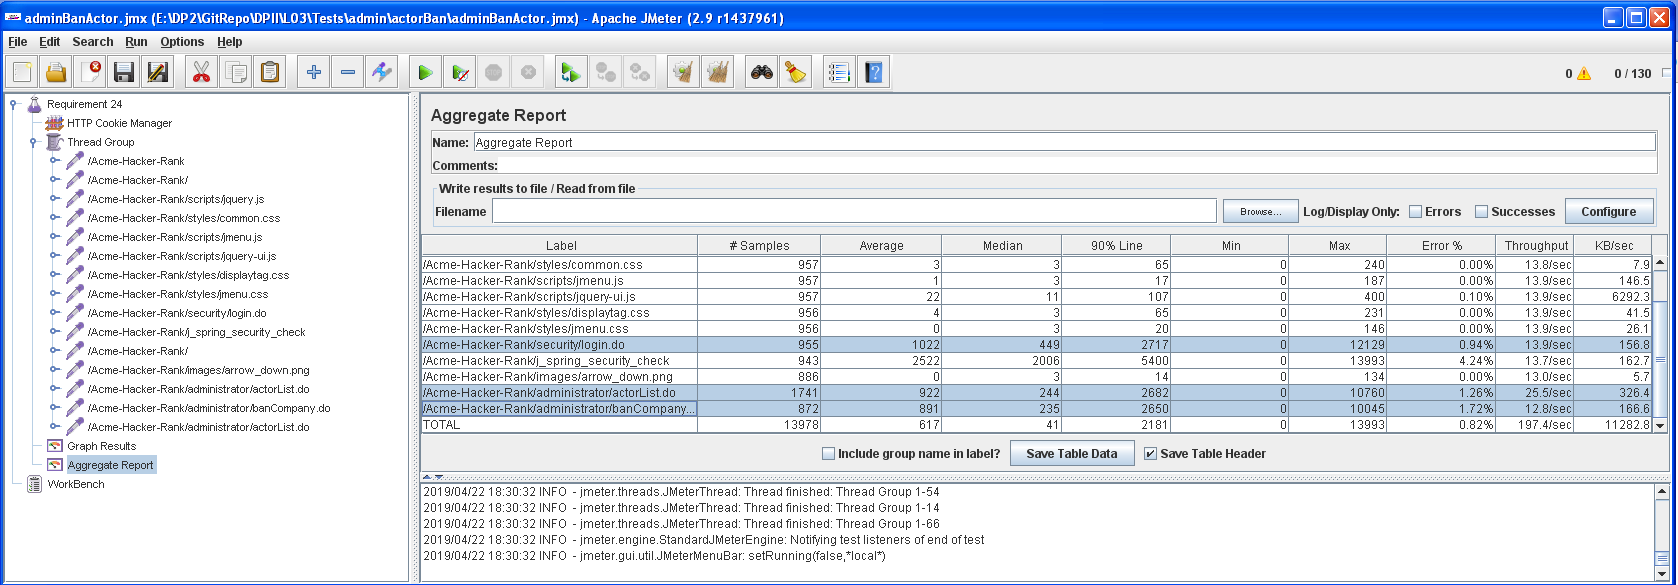 adminBanActor.jmx (E:\DP2\GitRepo\DPII\L03\Tests\admin\actorBan\adminBanActor.jmx) - Apache JMeter (2.9 r1437961)
File Edit Search Run Options Help
0 0 / 130
Requirement 24
HTTP Cookie Manager
Thread Group
/Acme-Hacker-Rank
/Acme-Hacker-Rank/
/Acme-Hacker-Rank/scripts/jquery.js
/Acme-Hacker-Rank/styles/common.css
/Acme-Hacker-Rank/scripts/jmenu.js
/Acme-Hacker-Rank/scripts/jquery-ui.js
/Acme-Hacker-Rank/styles/displaytag.css
/Acme-Hacker-Rank/styles/jmenu.css
/Acme-Hacker-Rank/security/login.do
/Acme-Hacker-Rank/j_spring_security_check
/Acme-Hacker-Rank/
/Acme-Hacker-Rank/images/arrow_down.png
/Acme-Hacker-Rank/administrator/actorList.do
/Acme-Hacker-Rank/administrator/banCompany.do
/Acme-Hacker-Rank/administrator/actorList.do
Graph Results
Aggregate Report
WorkBench
Aggregate Report
Name: Aggregate Report
Comments:
Write results to file / Read from file
Filename Browse... Log/Display Only: Errors Successes Configure
Label # Samples Average Median 90% Line Min Max Error % Throughput KB/sec
/Acme-Hacker-Rank/styles/common.css 957 3 3 65 0 240 0.00% 13.8/sec 7.9
/Acme-Hacker-Rank/scripts/jmenu.js 957 1 3 17 0 187 0.00% 13.9/sec 146.5
/Acme-Hacker-Rank/scripts/jquery-ui.js 957 22 11 107 0 400 0.10% 13.9/sec 6292.3
/Acme-Hacker-Rank/styles/displaytag.css 956 4 3 65 0 231 0.00% 13.9/sec 41.5
/Acme-Hacker-Rank/styles/jmenu.css 956 0 3 20 0 146 0.00% 13.9/sec 26.1
/Acme-Hacker-Rank/security/login.do 955 1022 449 2717 0 12129 0.94% 13.9/sec 156.8
/Acme-Hacker-Rank/j_spring_security_check 943 2522 2006 5400 0 13993 4.24% 13.7/sec 162.7
/Acme-Hacker-Rank/images/arrow_down.png 886 0 3 14 0 134 0.00% 13.0/sec 5.7
/Acme-Hacker-Rank/administrator/actorList.do 1741 922 244 2682 0 10760 1.26% 25.5/sec 326.4
/Acme-Hacker-Rank/administrator/banCompany... 872 891 235 2650 0 10045 1.72% 12.8/sec 166.6
TOTAL 13978 617 41 2181 0 13993 0.82% 197.4/sec 11282.8
Include group name in label? Save Table Data Save Table Header
2019/04/22 18:30:32 INFO - jmeter.threads.JMeterThread: Thread finished: Thread Group 1-54
2019/04/22 18:30:32 INFO - jmeter.threads.JMeterThread: Thread finished: Thread Group 1-14
2019/04/22 18:30:32 INFO - jmeter.threads.JMeterThread: Thread finished: Thread Group 1-66
2019/04/22 18:30:32 INFO - jmeter.engine.StandardJMeterEngine: Notifying test listeners of end of test
2019/04/22 18:30:32 INFO - jmeter.gui.util.JMeterMenuBar: setRunning(false,*local*)